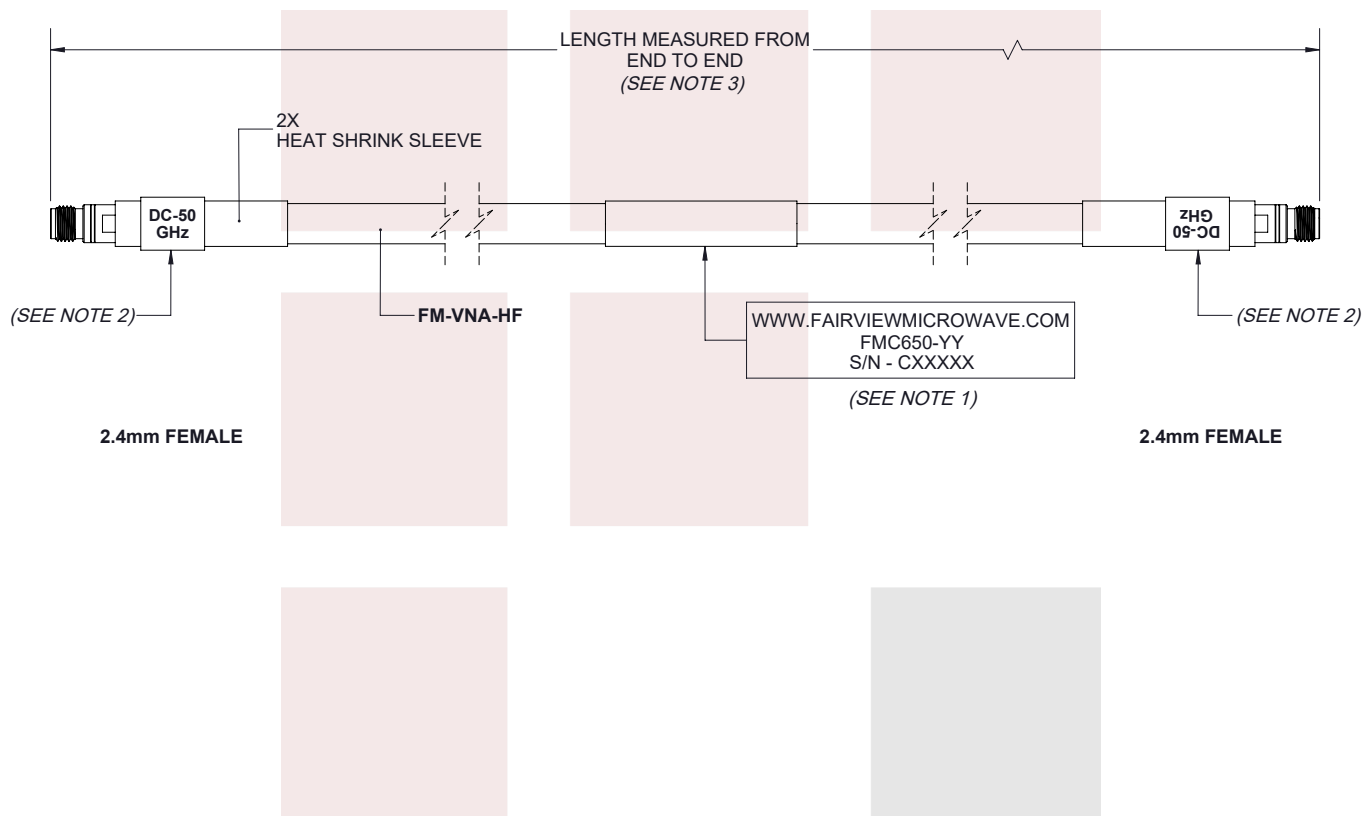 LENGTH MEASURED FROM
END TO END
(SEE NOTE 3)
2X
HEAT SHRINK SLEEVE
DC-50
GHz
DC-50
GHz
(SEE NOTE 2)
FM-VNA-HF
WWW.FAIRVIEWMICROWAVE.COM
FMC650-YY
S/N - CXXXXX
(SEE NOTE 1)
(SEE NOTE 2)
2.4mm FEMALE
2.4mm FEMALE